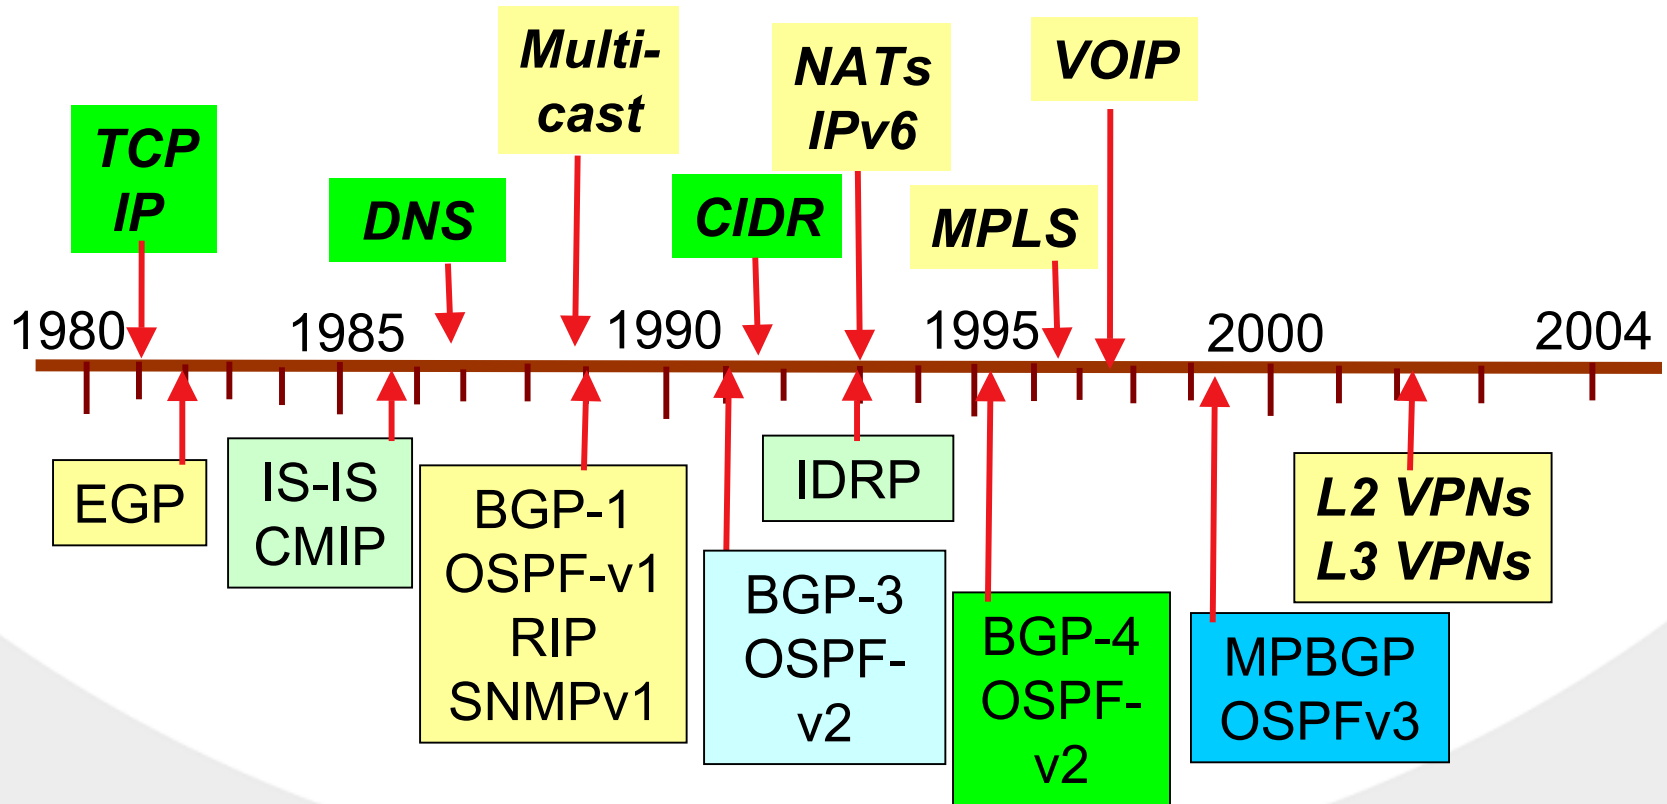 Multi-
cast
NATs
IPv6
VOIP
TCP
IP
DNS
CIDR
MPLS
1980
1985
1990
1995
2000
2004
EGP
IS-IS
CMIP
BGP-1
OSPF-v1
RIP
SNMPv1
BGP-3
OSPF-
v2
IDRP
BGP-4
OSPF-
v2
MPBGP
OSPFv3
L2 VPNs
L3 VPNs